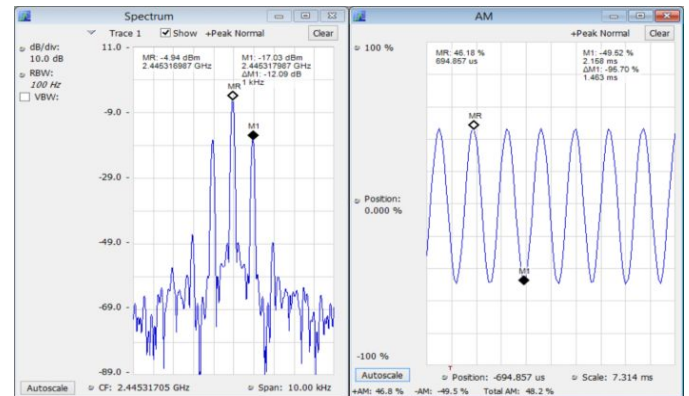 Spectrum
Trace 1 Show +Peak Normal Clear
dB/div:
10.0 dB
RBW:
100 Hz
VBW:
11.0
-9.0
-29.0
-49.0
-69.0
-89.0
MR: -4.94 dBm
2.445316987 GHz
M1: -17.03 dBm
2.445317987 GHz
ΔM1: -12.09 dB
1 kHz
MR
M1
Autoscale CF: 2.44531705 GHz Span: 10.00 kHz
AM
+Peak Normal Clear
100 %
MR: 46.18 %
694.857 us
M1: -49.52 %
2.158 ms
ΔM1: -95.70 %
1.463 ms
MR
Position:
0.000 %
M1
-100 %
T
Autoscale Position: -694.857 us Scale: 7.314 ms
+AM: 46.8 % -AM: -49.5 % Total AM: 48.2 %